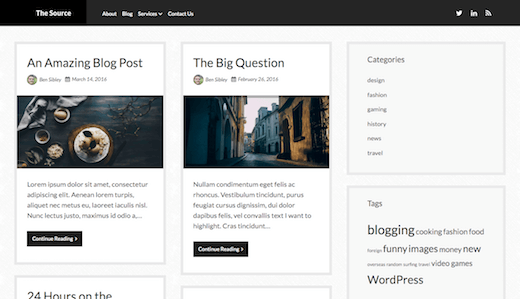 The Source
About Blog Services Contact Us
An Amazing Blog Post
Ben Sibley March 14, 2016
Lorem ipsum dolor sit amet, consectetur
adipiscing elit. Aenean lorem turpis,
aliquet nec metus eu, laoreet iaculis nisl.
Nunc lectus justo, maximus id odio a,…
Continue Reading
24 Hours on the
The Big Question
Ben Sibley February 26, 2016
Nullam condimentum eget felis ac
rhoncus. Vestibulum tincidunt, purus
feugiat cursus dignissim, dui dolor
dapibus felis, vel convallis text I want to
highlight. Cras tincidunt…
Continue Reading
Categories
design
fashion
gaming
history
news
travel
Tags
blogging cooking fashion food
foreign funny images money new
overseas random surfing travel video games
WordPress